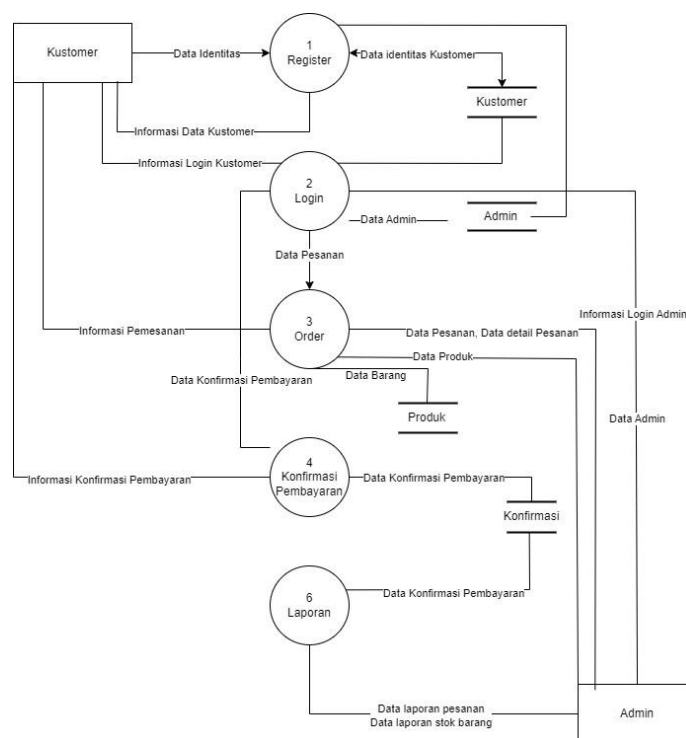 Kustomer
Data Identitas
1
Register
Data identitas Kustomer
Kustomer
Informasi Data Kustomer
Informasi Login Kustomer
2
Login
Data Admin
Admin
Data Pesanan
Informasi Login Admin
Informasi Pemesanan
3
Order
Data Pesanan, Data detail Pesanan
Data Produk
Data Konfirmasi Pembayaran
Data Barang
Produk
Data Admin
4
Konfirmasi
Pembayaran
Informasi Konfirmasi Pembayaran
Data Konfirmasi Pembayaran
Konfirmasi
6
Laporan
Data Konfirmasi Pembayaran
Data laporan pesanan
Data laporan stok barang
Admin